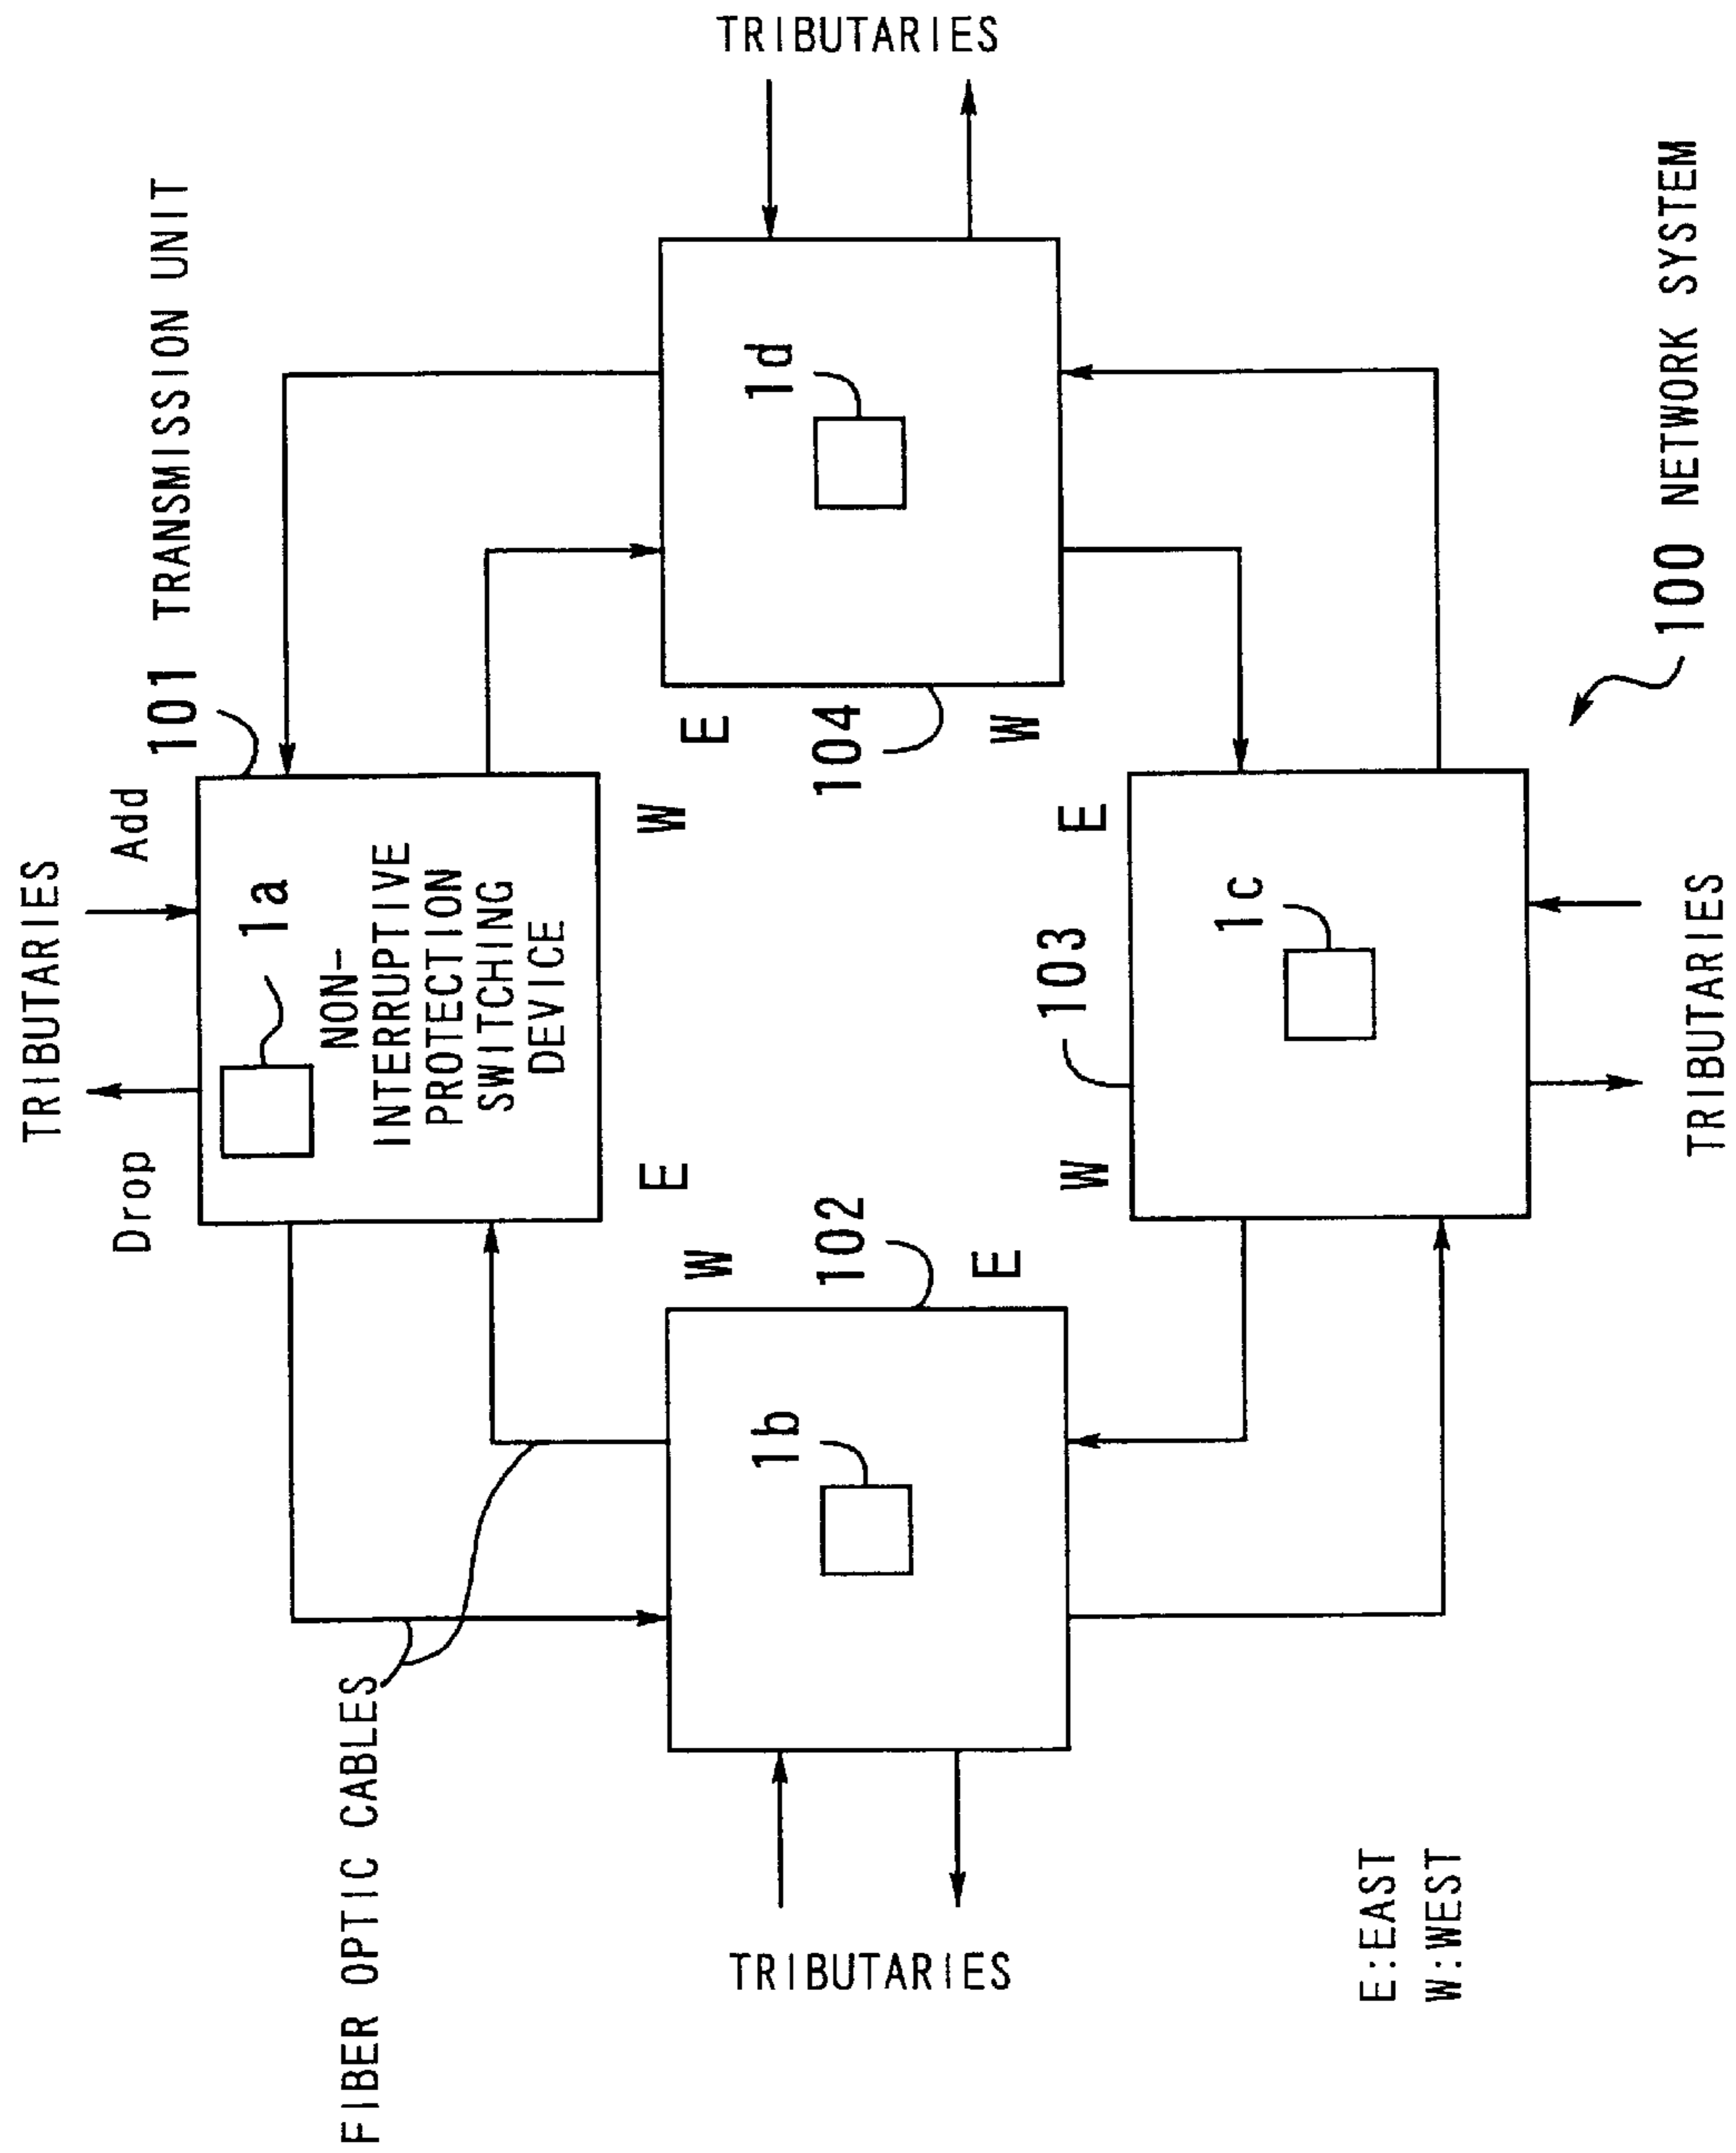 TRIBUTARIES
Drop
Add
101 TRANSMISSION UNIT
1a
NON-
INTERRUPTIVE
PROTECTION
SWITCHING
DEVICE
FIBER OPTIC CABLES
E
W
W
E
TRIBUTARIES
1b
102
E
104
W
1d
TRIBUTARIES
103
W
E
1c
TRIBUTARIES
E:EAST
W:WEST
100 NETWORK SYSTEM